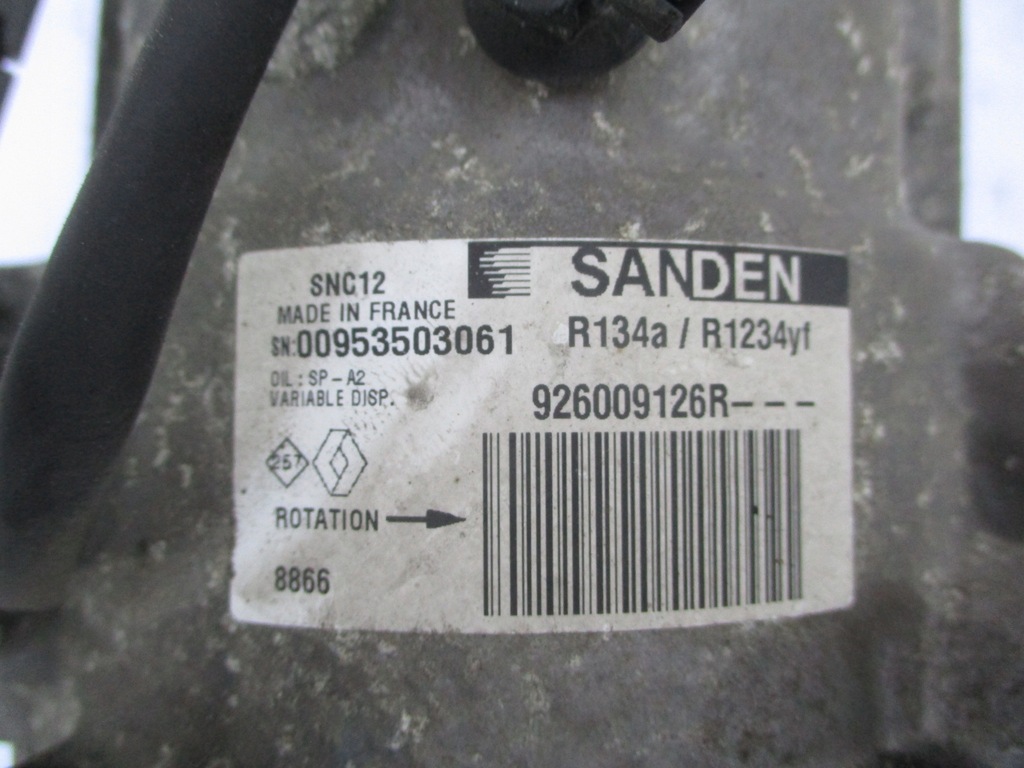 SNC12
MADE IN FRANCE
SN:00953503061
OIL : SP-A2
VARIABLE DISP.
257
ROTATION
8866
SANDEN
R134a / R1234yf
926009126R---